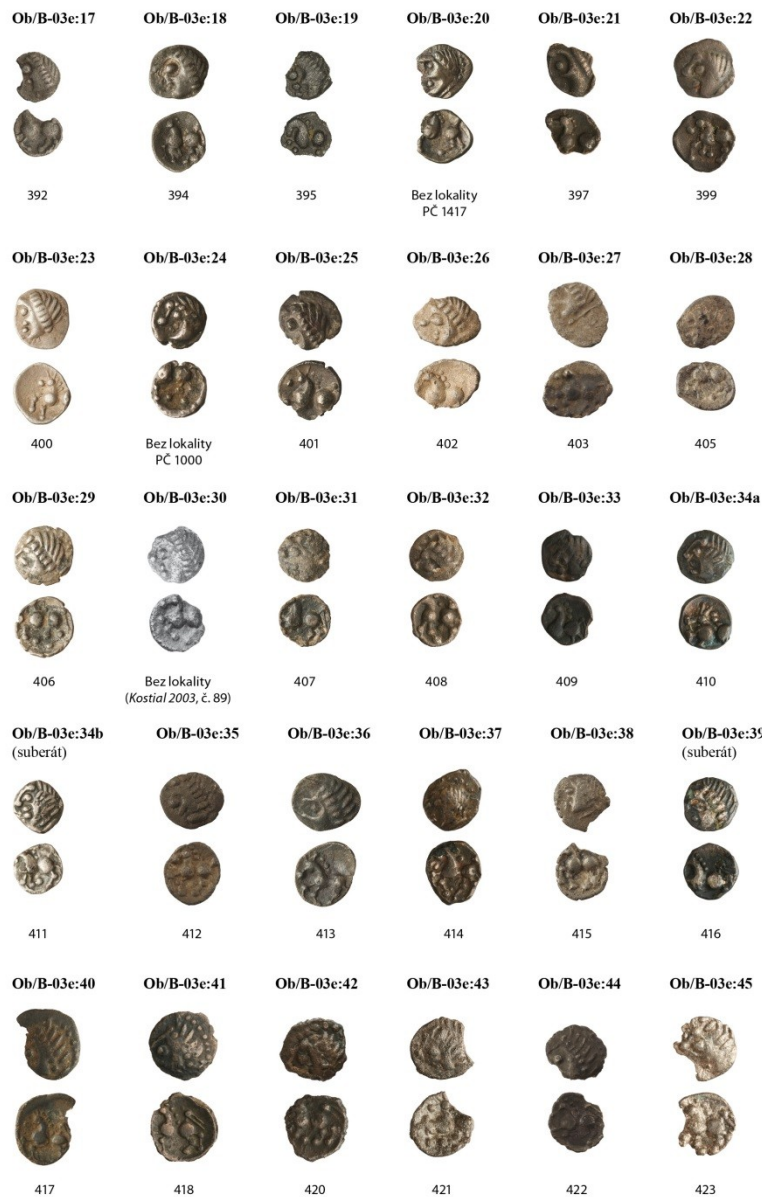 Ob/B-03e:17 Ob/B-03e:18 Ob/B-03e:19 Ob/B-03e:20 Ob/B-03e:21 Ob/B-03e:22
392 394 395 Bez lokality 397 399
PČ 1417
Ob/B-03e:23 Ob/B-03e:24 Ob/B-03e:25 Ob/B-03e:26 Ob/B-03e:27 Ob/B-03e:28
400 Bez lokality 401 402 403 405
PČ 1000
Ob/B-03e:29 Ob/B-03e:30 Ob/B-03e:31 Ob/B-03e:32 Ob/B-03e:33 Ob/B-03e:34a
406 Bez lokality 407 408 409 410
(Kostial 2003, č. 89)
Ob/B-03e:34b Ob/B-03e:35 Ob/B-03e:36 Ob/B-03e:37 Ob/B-03e:38 Ob/B-03e:39
(suberát) (suberát)
411 412 413 414 415 416
Ob/B-03e:40 Ob/B-03e:41 Ob/B-03e:42 Ob/B-03e:43 Ob/B-03e:44 Ob/B-03e:45
417 418 420 421 422 423